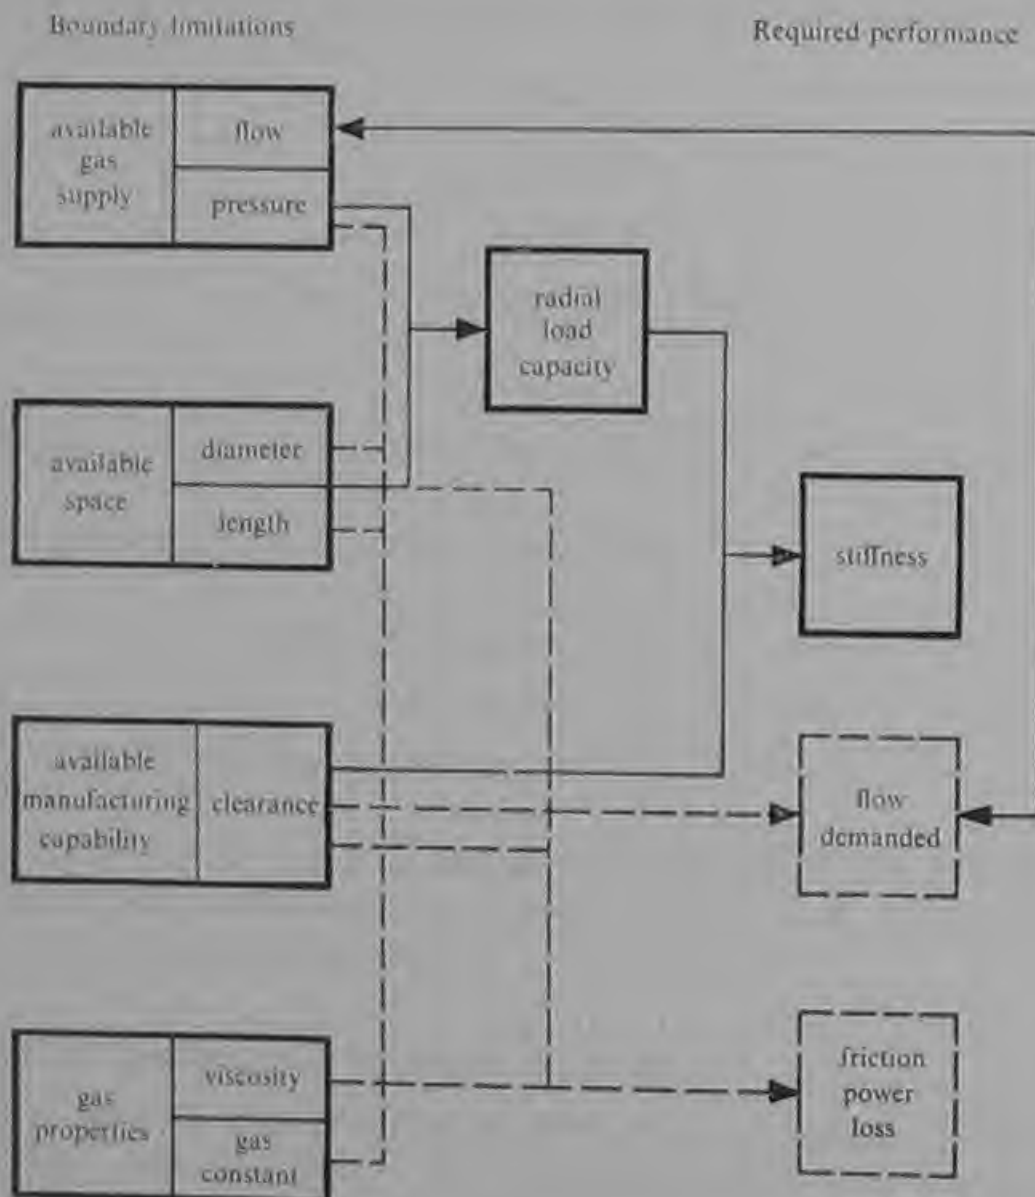 Boundary limitations
Required performance
available
gas
supply
flow
pressure
radial
load
capacity
available
space
diameter
length
stiffness
available
manufacturing
capability
clearance
flow
demanded
gas
properties
viscosity
gas
constant
friction
power
loss